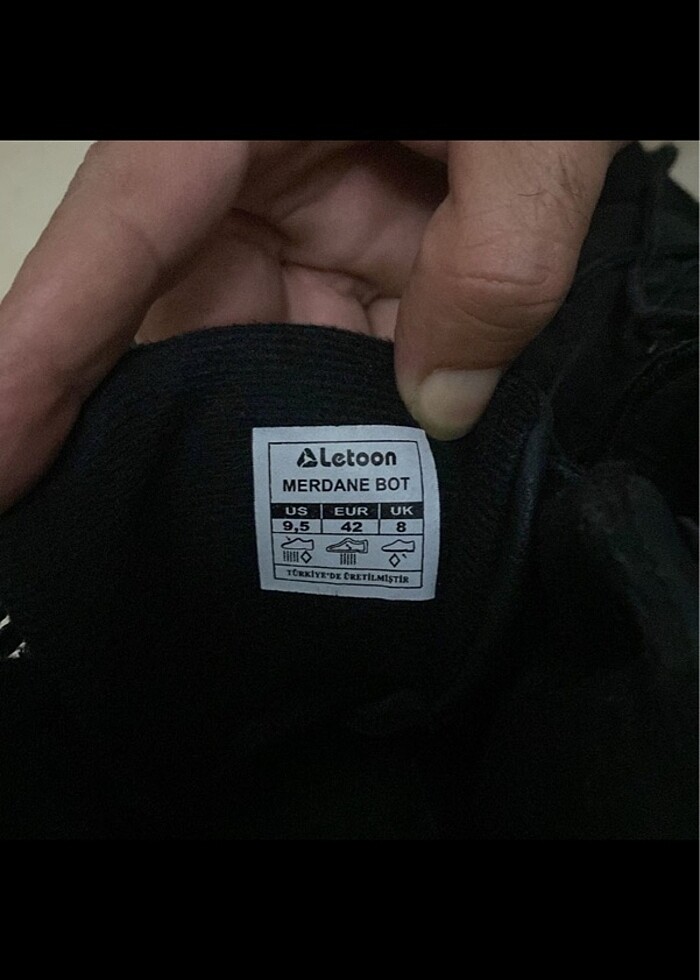 Letoon
MERDANE BOT
US EUR UK
9,5 42 8
TÜRKİYE'DE ÜRETİLMİŞTİR